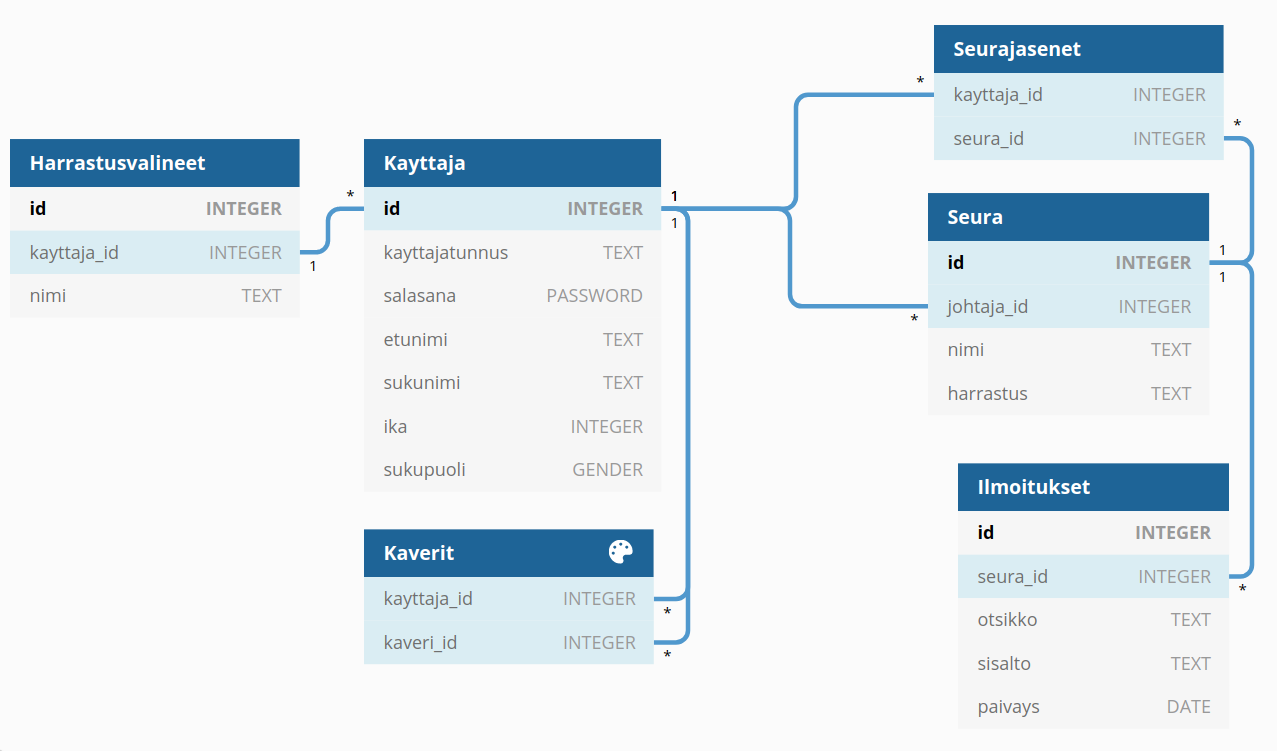 Harrastusvalineet
id INTEGER
kayttaja_id INTEGER
nimi TEXT
1
*
Kayttaja
id INTEGER
kayttajatunnus TEXT
salasana PASSWORD
etunimi TEXT
sukunimi TEXT
ika INTEGER
sukupuoli GENDER
1
1
Kaverit
kayttaja_id INTEGER
kaveri_id INTEGER
*
*
Seurajasenet
kayttaja_id INTEGER
seura_id INTEGER
*
*
Seura
id INTEGER
johtaja_id INTEGER
nimi TEXT
harrastus TEXT
1
1
*
Ilmoitukset
id INTEGER
seura_id INTEGER
otsikko TEXT
sisalto TEXT
paivays DATE
*